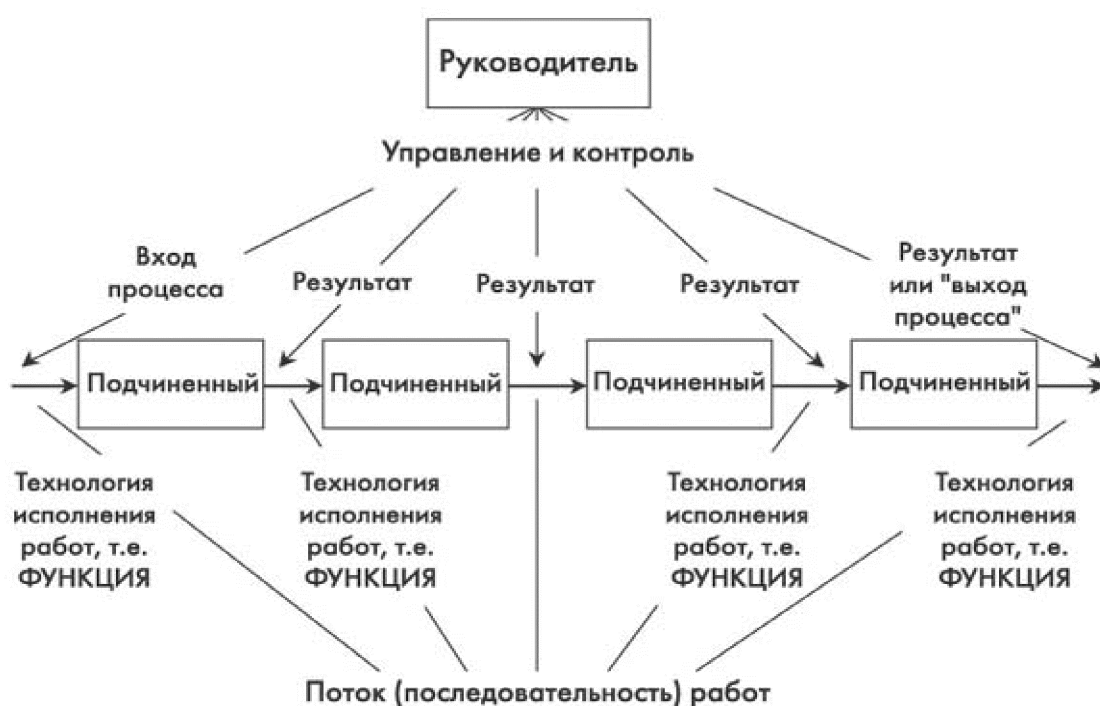 Руководитель
Управление и контроль
Вход
процесса
Результат
Результат
Результат
Результат
или "выход
процесса"
Подчиненный
Подчиненный
Подчиненный
Подчиненный
Технология
исполнения
работ, т.е.
ФУНКЦИЯ
Технология
исполнения
работ, т.е.
ФУНКЦИЯ
Технология
исполнения
работ, т.е.
ФУНКЦИЯ
Технология
исполнения
работ, т.е.
ФУНКЦИЯ
Поток (последовательность) работ